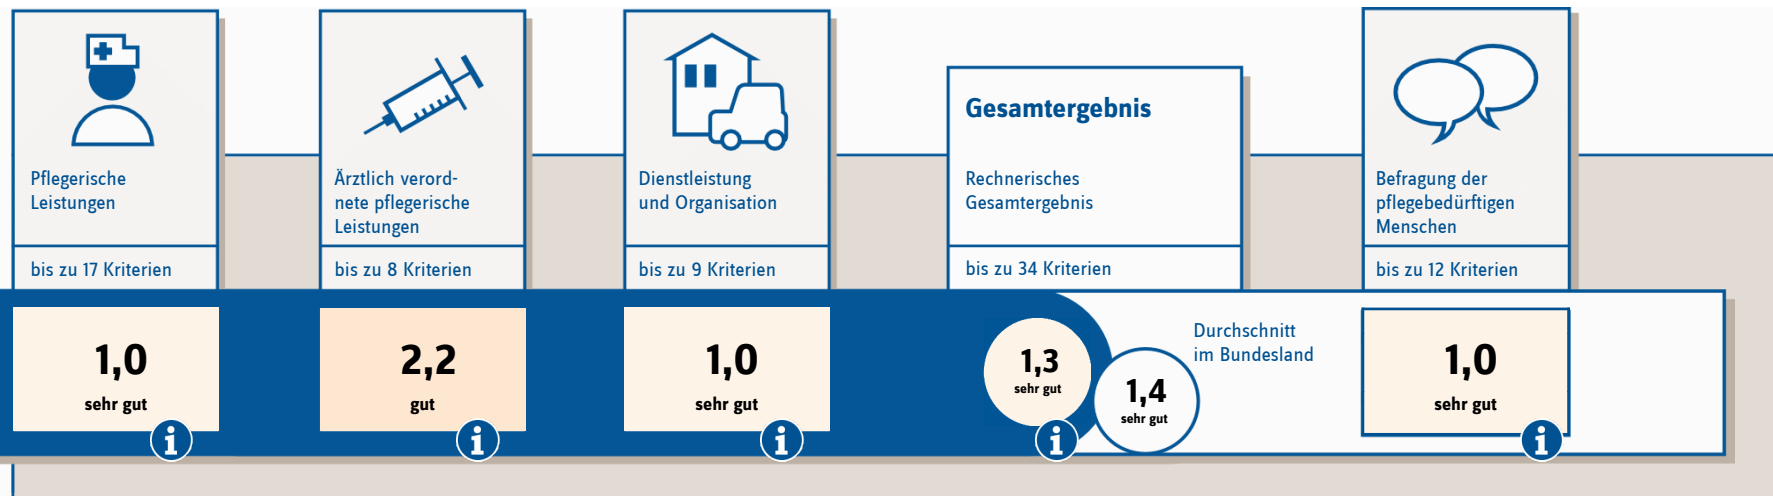 Pflegerische
Leistungen
bis zu 17 Kriterien
1,0
sehr gut
i
Ärztlich verord-
nete pflegerische
Leistungen
bis zu 8 Kriterien
2,2
gut
i
Dienstleistung
und Organisation
bis zu 9 Kriterien
1,0
sehr gut
i
Gesamtergebnis
Rechnerisches
Gesamtergebnis
bis zu 34 Kriterien
1,3
sehr gut
i
1,4
sehr gut
Durchschnitt
im Bundesland
Befragung der
pflegebedürftigen
Menschen
bis zu 12 Kriterien
1,0
sehr gut
i